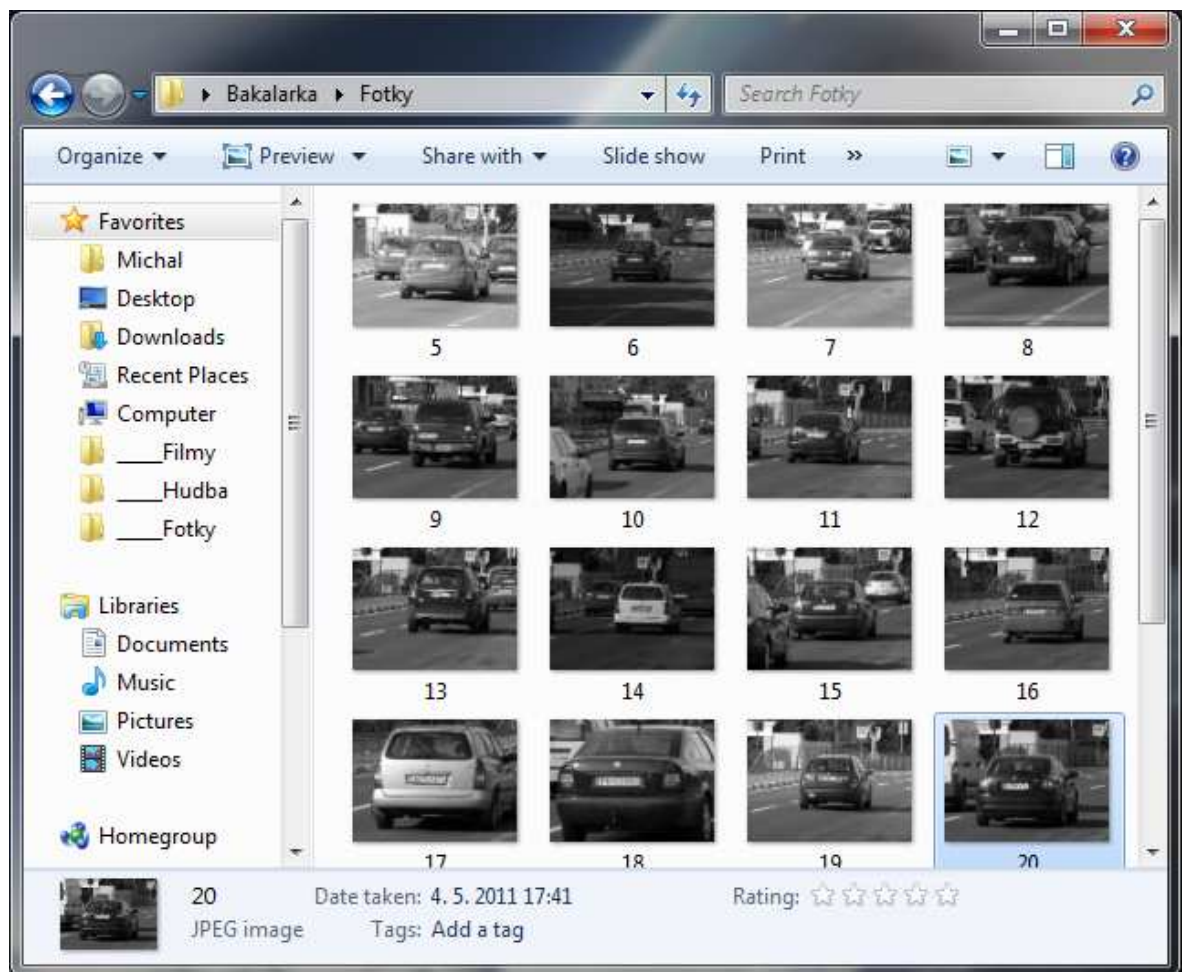 Bakalarka Fotky
Search Fotky
Organize Preview Share with Slide show Print »
Favorites
Michal
Desktop
Downloads
Recent Places
Computer
____Filmy
____Hudba
____Fotky
Libraries
Documents
Music
Pictures
Videos
Homegroup
5 6 7 8
9 10 11 12
13 14 15 16
17 18 19 20
20 Date taken: 4. 5. 2011 17:41 Rating:
JPEG image Tags: Add a tag